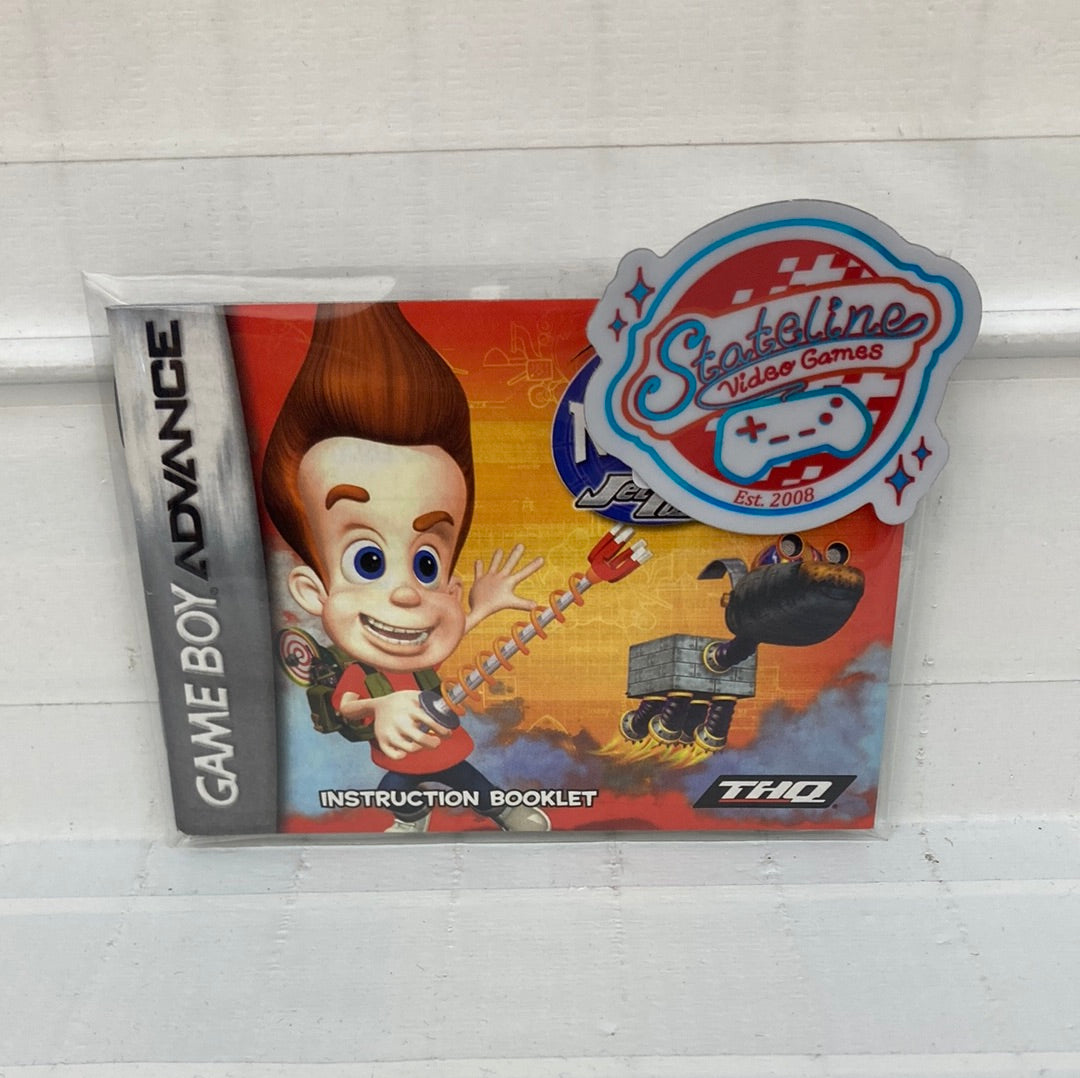 GAME BOY ADVANCE
Stateline
Video Games
Est. 2008
INSTRUCTION BOOKLET
THQ